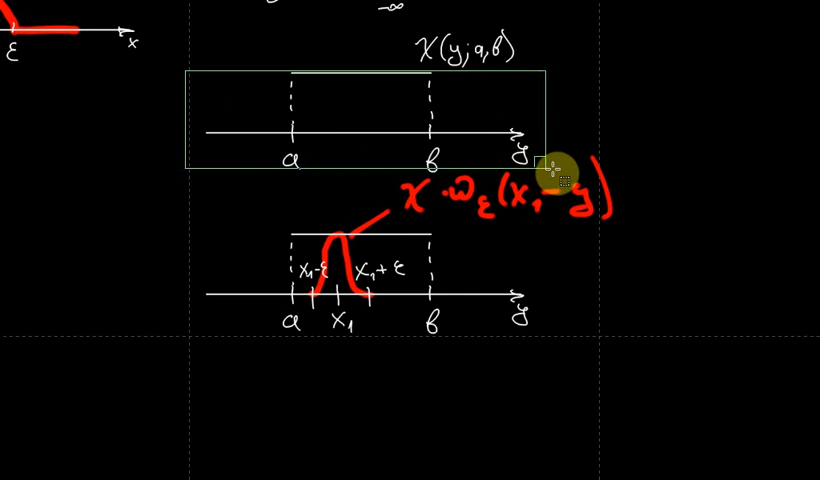 -∞
ε x
χ(y; a, b)
a b y
χ · ω_ε(x₁ - y)
x₁-ε x₁+ε
a x₁ b y